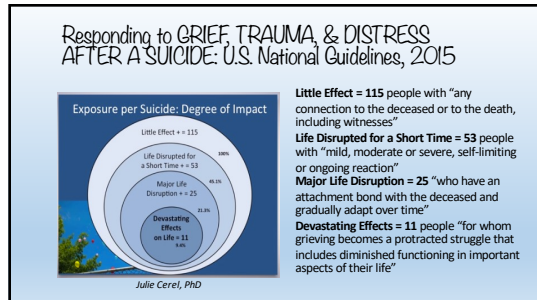 Responding to GRIEF, TRAUMA, & DISTRESS
AFTER A SUICIDE: U.S. National Guidelines, 2015
Exposure per Suicide: Degree of Impact
Little Effect + = 115
100%
Life Disrupted for
a Short Time + = 53
45.1%
Major Life
Disruption + = 25
21.3%
Devastating
Effects
on Life = 11
9.4%
Julie Cerel, PhD
Little Effect = 115 people with “any
connection to the deceased or to the death,
including witnesses”
Life Disrupted for a Short Time = 53 people
with “mild, moderate or severe, self-limiting
or ongoing reaction”
Major Life Disruption = 25 “who have an
attachment bond with the deceased and
gradually adapt over time”
Devastating Effects = 11 people “for whom
grieving becomes a protracted struggle that
includes diminished functioning in important
aspects of their life”